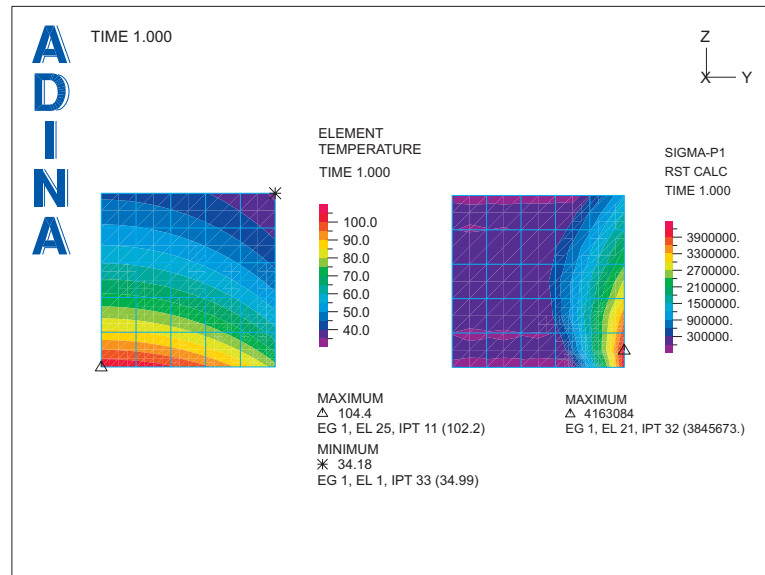 ADINA
TIME 1.000
Z
X
Y
ELEMENT
TEMPERATURE
TIME 1.000
100.0
90.0
80.0
70.0
60.0
50.0
40.0
MAXIMUM
△ 104.4
EG 1, EL 25, IPT 11 (102.2)
MINIMUM
✳ 34.18
EG 1, EL 1, IPT 33 (34.99)
SIGMA-P1
RST CALC
TIME 1.000
3900000.
3300000.
2700000.
2100000.
1500000.
900000.
300000.
MAXIMUM
△ 4163084
EG 1, EL 21, IPT 32 (3845673.)